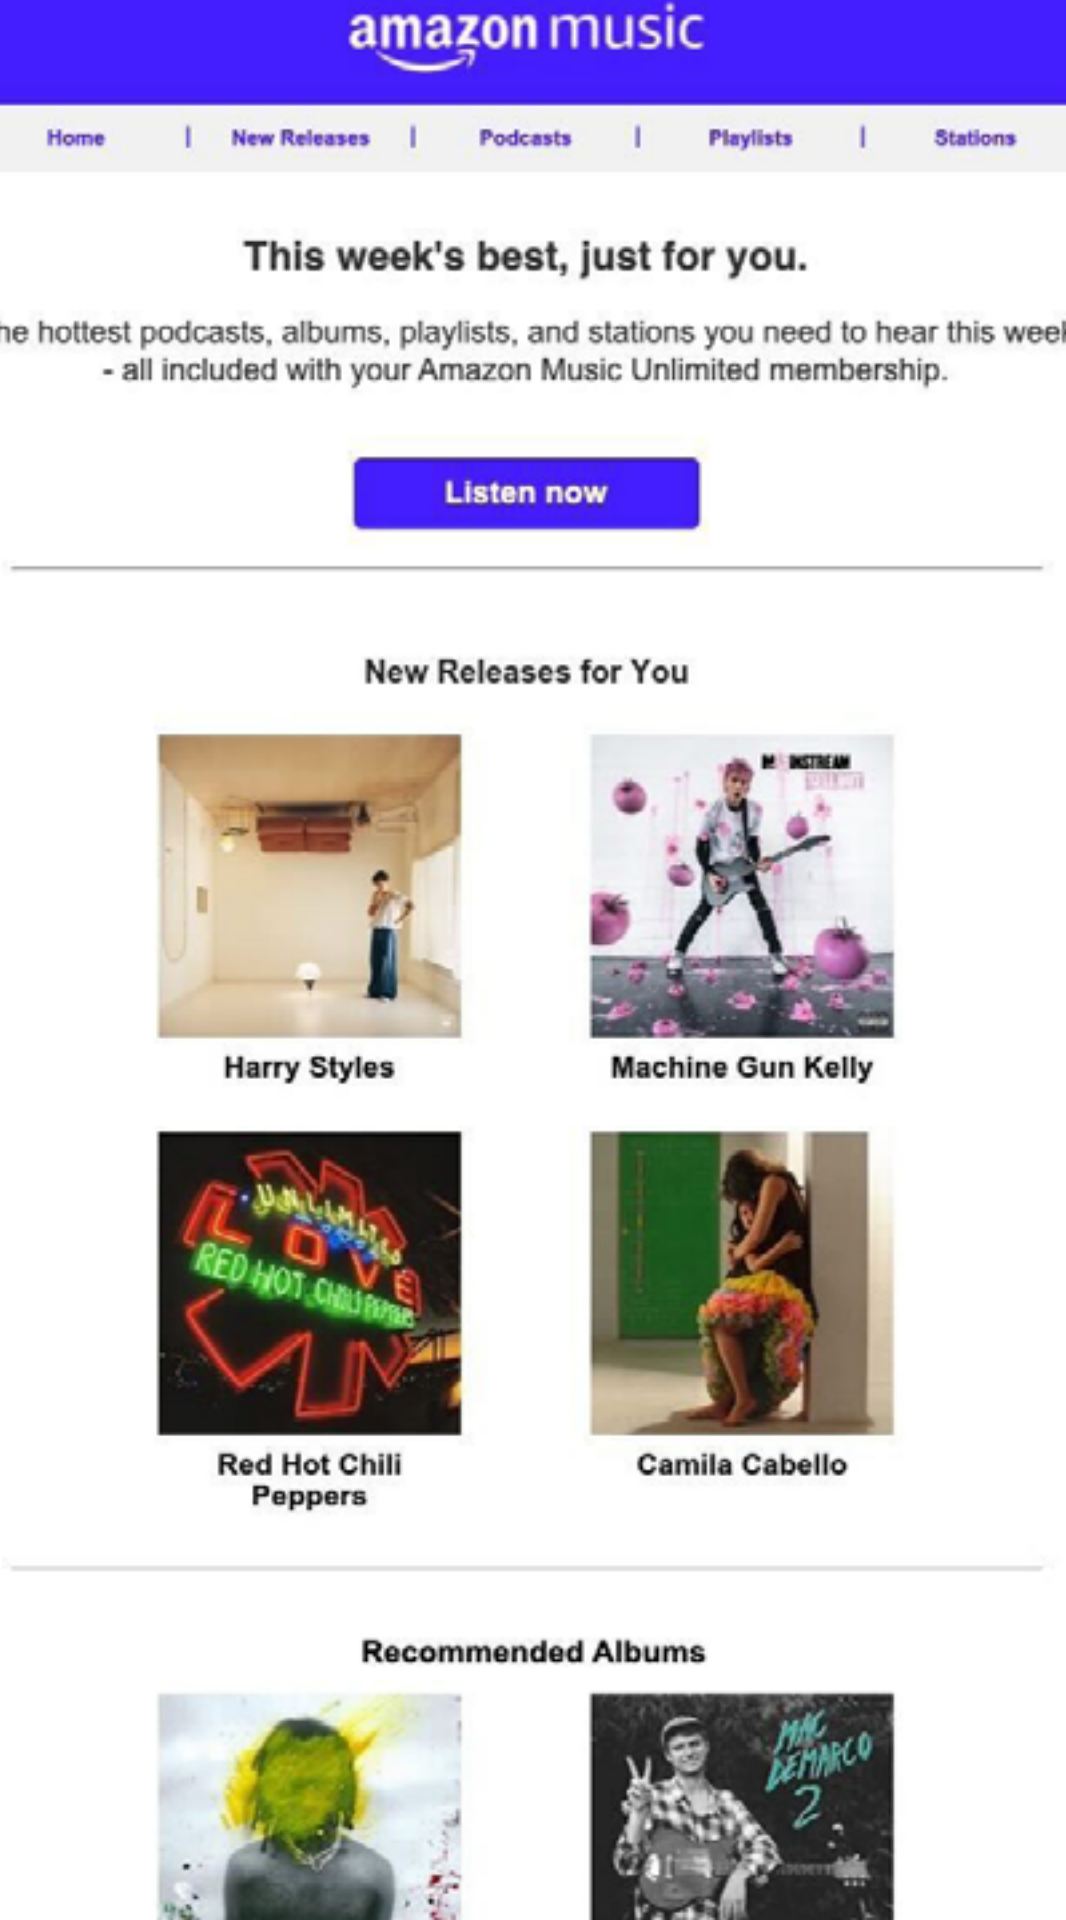 amazon music
Home | New Releases | Podcasts | Playlists | Stations
This week's best, just for you.
he hottest podcasts, albums, playlists, and stations you need to hear this week
- all included with your Amazon Music Unlimited membership.
Listen now
New Releases for You
UNLIMITED
LOVE
RED HOT CHILI PEPPERS
Harry Styles
Machine Gun Kelly
Red Hot Chili
Peppers
Camila Cabello
Recommended Albums
MAC
DEMARCO
2